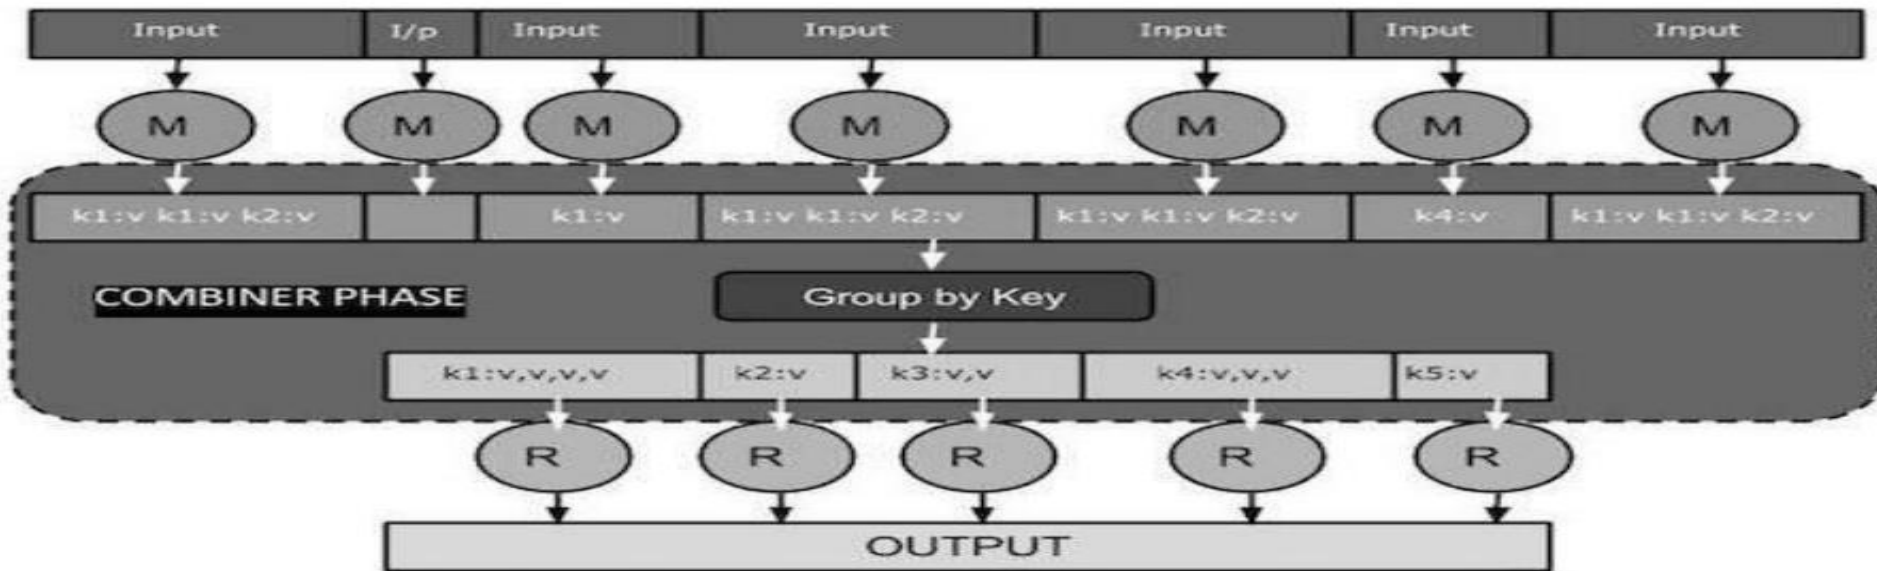 Input I/p Input Input Input Input Input
M M M M M M M
k1:v k1:v k2:v k1:v k1:v k1:v k2:v k1:v k1:v k2:v k4:v k1:v k1:v k2:v
COMBINER PHASE Group by Key
k1:v,v,v,v k2:v k3:v,v k4:v,v,v k5:v
R R R R R
OUTPUT